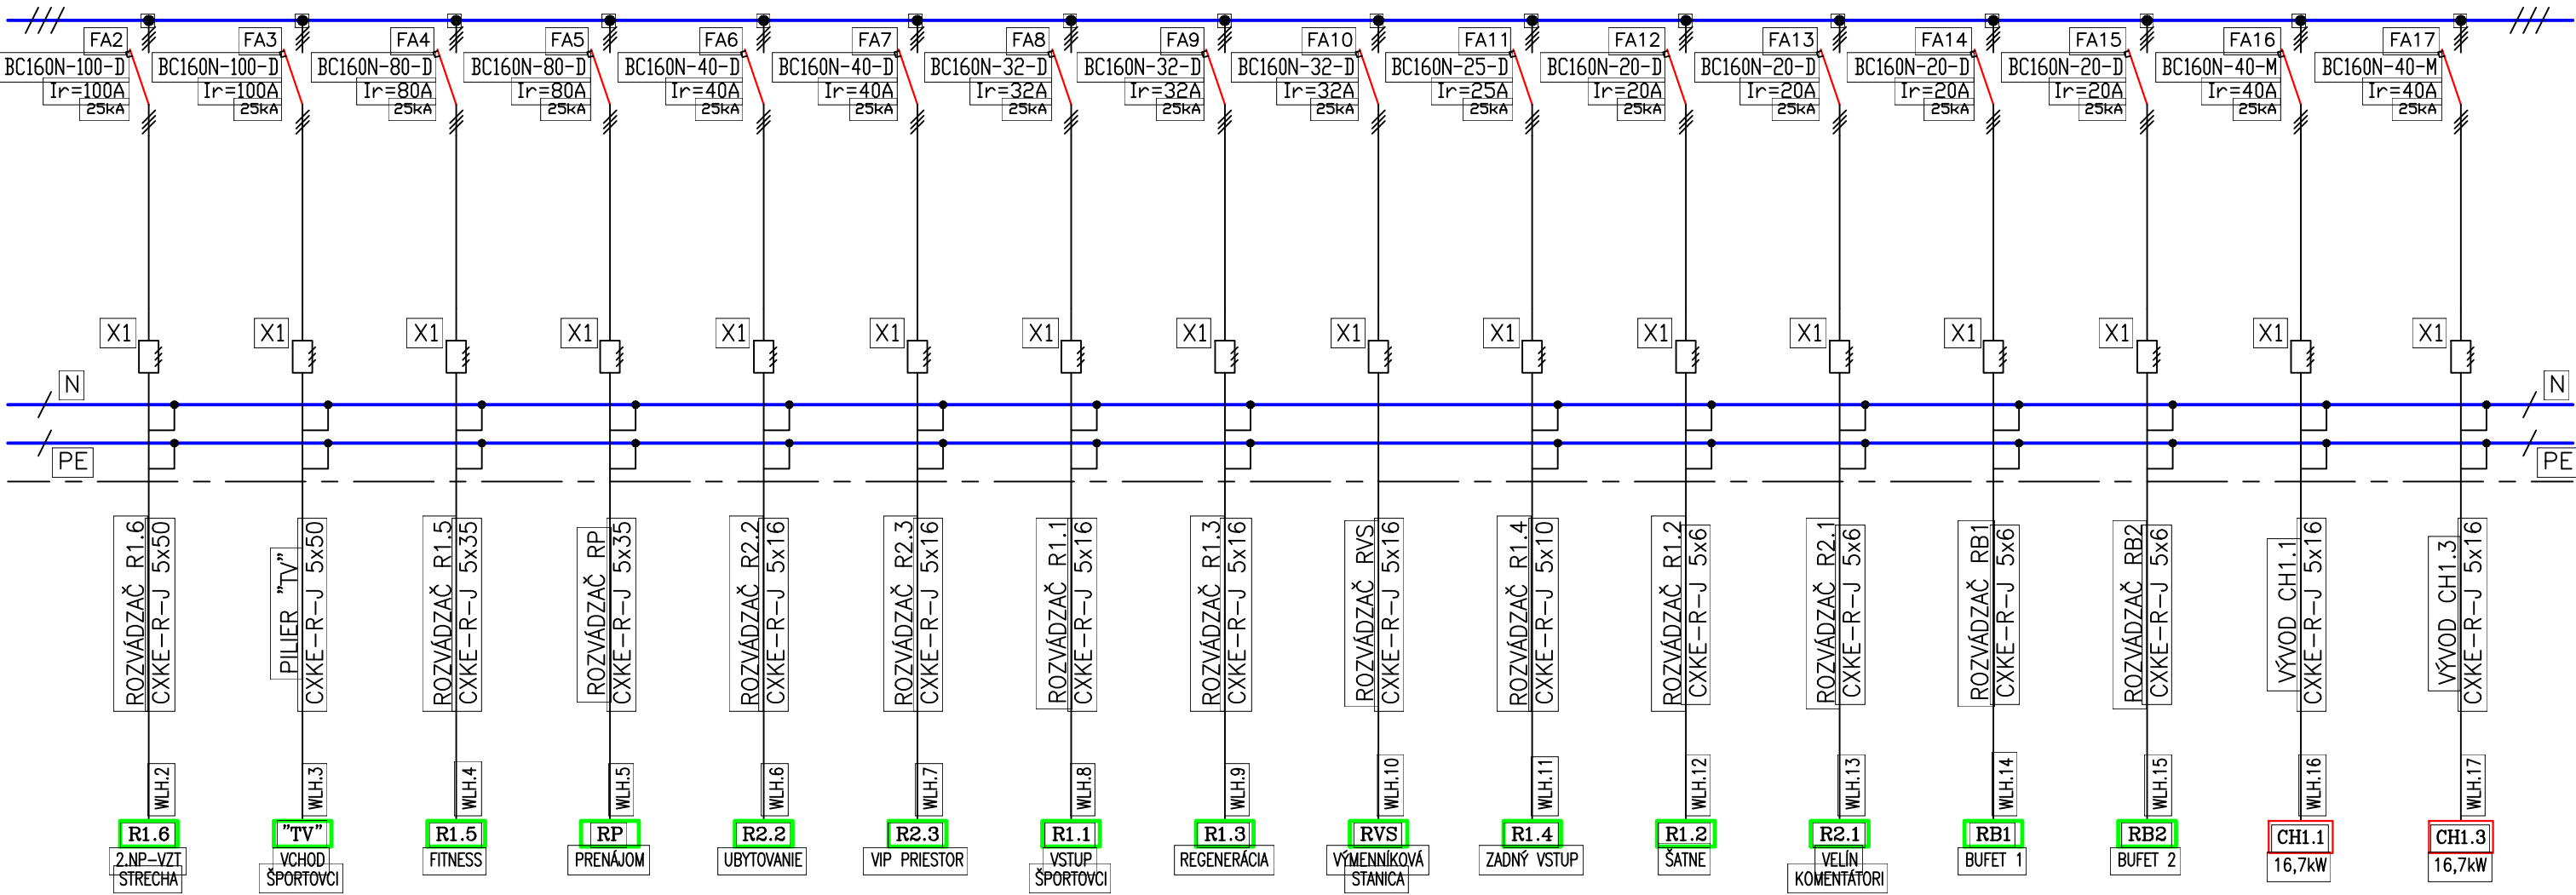 FA2 FA3 FA4 FA5 FA6 FA7 FA8 FA9 FA10 FA11 FA12 FA13 FA14 FA15 FA16 FA17
BC160N-100-D BC160N-100-D BC160N-80-D BC160N-80-D BC160N-40-D BC160N-40-D BC160N-32-D BC160N-32-D BC160N-32-D BC160N-25-D BC160N-20-D BC160N-20-D BC160N-20-D BC160N-20-D BC160N-40-M BC160N-40-M
Ir=100A Ir=100A Ir=80A Ir=80A Ir=40A Ir=40A Ir=32A Ir=32A Ir=32A Ir=25A Ir=20A Ir=20A Ir=20A Ir=20A Ir=40A Ir=40A
25kA 25kA 25kA 25kA 25kA 25kA 25kA 25kA 25kA 25kA 25kA 25kA 25kA 25kA 25kA 25kA
X1 X1 X1 X1 X1 X1 X1 X1 X1 X1 X1 X1 X1 X1 X1 X1
N N
PE PE
ROZVÁDZAČ R1.6
CXKE-R-J 5x50
PILIER "TV"
CXKE-R-J 5x50
ROZVÁDZAČ R1.5
CXKE-R-J 5x35
ROZVÁDZAČ RP
CXKE-R-J 5x35
ROZVÁDZAČ R2.2
CXKE-R-J 5x16
ROZVÁDZAČ R2.3
CXKE-R-J 5x16
ROZVÁDZAČ R1.1
CXKE-R-J 5x16
ROZVÁDZAČ R1.3
CXKE-R-J 5x16
ROZVÁDZAČ RVS
CXKE-R-J 5x16
ROZVÁDZAČ R1.4
CXKE-R-J 5x10
ROZVÁDZAČ R1.2
CXKE-R-J 5x6
ROZVÁDZAČ R2.1
CXKE-R-J 5x6
ROZVÁDZAČ RB1
CXKE-R-J 5x6
ROZVÁDZAČ RB2
CXKE-R-J 5x6
VÝVOD CH1.1
CXKE-R-J 5x16
VÝVOD CH1.3
CXKE-R-J 5x16
WLH.2 WLH.3 WLH.4 WLH.5 WLH.6 WLH.7 WLH.8 WLH.9 WLH.10 WLH.11 WLH.12 WLH.13 WLH.14 WLH.15 WLH.16 WLH.17
R1.6 "TV" R1.5 RP R2.2 R2.3 R1.1 R1.3 RVS R1.4 R1.2 R2.1 RB1 RB2 CH1.1 CH1.3
2.NP-VZT
STRECHA
VCHOD
ŠPORTOVCI
FITNESS
PRENÁJOM
UBYTOVANIE
VIP PRIESTOR
VSTUP
ŠPORTOVCI
REGENERÁCIA
VÝMENNÍKOVÁ
STANICA
ZADNÝ VSTUP
ŠATNE
VELÍN
KOMENTÁTORI
BUFET 1
BUFET 2
16,7kW
16,7kW